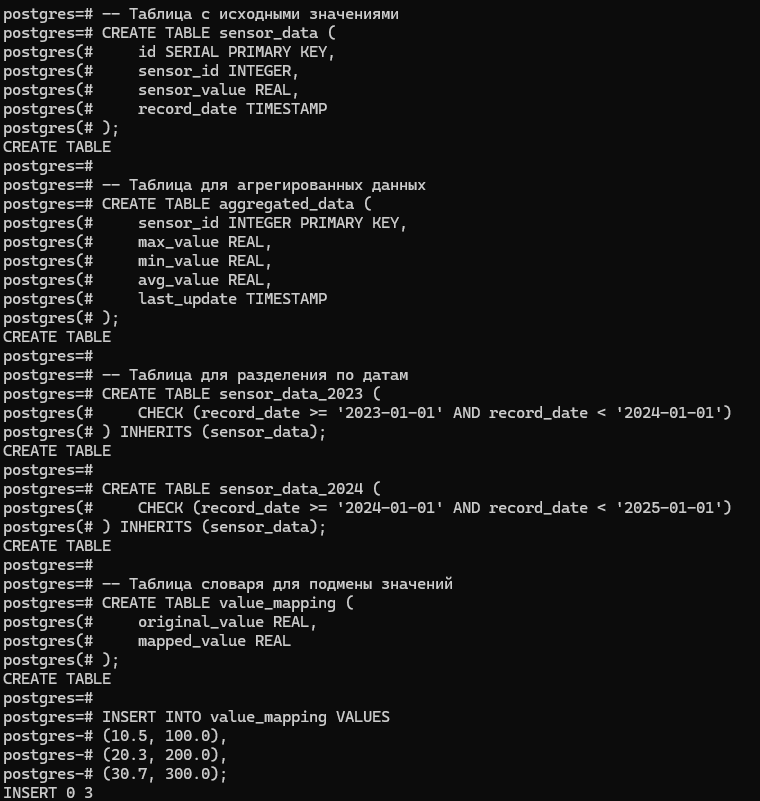 postgres=# -- Таблица с исходными значениями
postgres=# CREATE TABLE sensor_data (
postgres(#     id SERIAL PRIMARY KEY,
postgres(#     sensor_id INTEGER,
postgres(#     sensor_value REAL,
postgres(#     record_date TIMESTAMP
postgres(# );
CREATE TABLE
postgres=#
postgres=# -- Таблица для агрегированных данных
postgres=# CREATE TABLE aggregated_data (
postgres(#     sensor_id INTEGER PRIMARY KEY,
postgres(#     max_value REAL,
postgres(#     min_value REAL,
postgres(#     avg_value REAL,
postgres(#     last_update TIMESTAMP
postgres(# );
CREATE TABLE
postgres=#
postgres=# -- Таблица для разделения по датам
postgres=# CREATE TABLE sensor_data_2023 (
postgres(#     CHECK (record_date >= '2023-01-01' AND record_date < '2024-01-01')
postgres(# ) INHERITS (sensor_data);
CREATE TABLE
postgres=#
postgres=# CREATE TABLE sensor_data_2024 (
postgres(#     CHECK (record_date >= '2024-01-01' AND record_date < '2025-01-01')
postgres(# ) INHERITS (sensor_data);
CREATE TABLE
postgres=#
postgres=# -- Таблица словаря для подмены значений
postgres=# CREATE TABLE value_mapping (
postgres(#     original_value REAL,
postgres(#     mapped_value REAL
postgres(# );
CREATE TABLE
postgres=#
postgres=# INSERT INTO value_mapping VALUES
postgres-# (10.5, 100.0),
postgres-# (20.3, 200.0),
postgres-# (30.7, 300.0);
INSERT 0 3